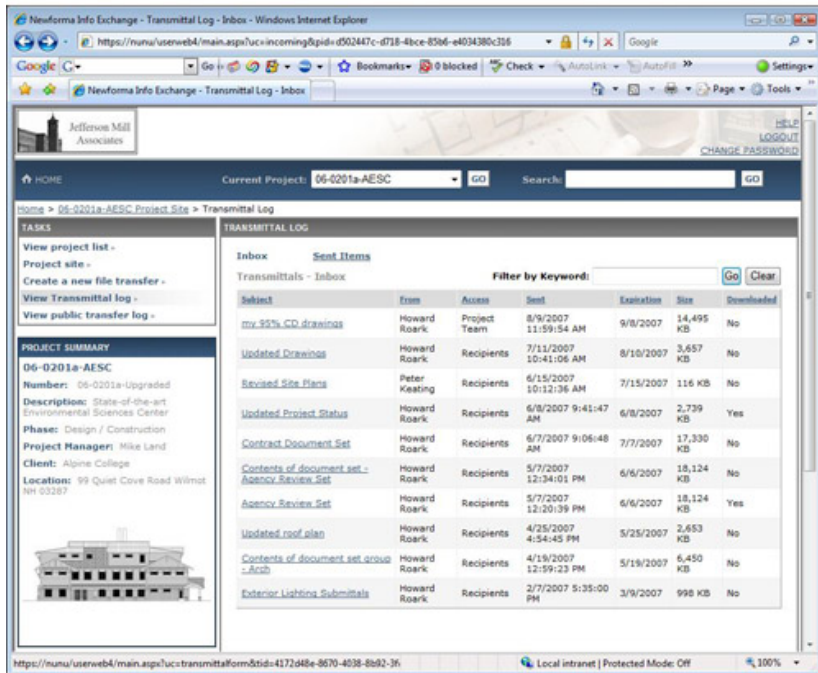 Newforma Info Exchange - Transmittal Log - Inbox - Windows Internet Explorer
https://nunu/userweb4/main.aspx?uc=incoming&pid=d502447c-d718-4bce-85b6-e4034380c316
Google
Google G Go Bookmarks 0 blocked Check AutoLink AutoFill Settings
Newforma Info Exchange - Transmittal Log - Inbox Page Tools
Jefferson Mill
Associates
HELP
LOGOUT
CHANGE PASSWORD
HOME Current Project: 06-0201a-AESC GO Search: GO
Home > 06-0201a-AESC Project Site > Transmittal Log
TASKS
View project list
Project site
Create a new file transfer
View Transmittal log
View public transfer log
PROJECT SUMMARY
06-0201a-AESC
Number: 06-0201a-Upgraded
Description: State-of-the-art
Environmental Sciences Center
Phase: Design / Construction
Project Manager: Mike Land
Client: Alpine College
Location: 99 Quiet Cove Road Wilmot
NH 03287
TRANSMITTAL LOG
Inbox Sent Items
Transmittals - Inbox Filter by Keyword: Go Clear
Subject From Access Sent Expiration Size Downloaded
my 95% CD drawings Howard Roark Project Team 8/9/2007 11:59:54 AM 9/8/2007 14,495 KB No
Updated Drawings Howard Roark Recipients 7/11/2007 10:41:06 AM 8/10/2007 3,657 KB No
Revised Site Plans Peter Keating Recipients 6/15/2007 10:12:36 AM 7/15/2007 116 KB No
Updated Project Status Howard Roark Recipients 6/8/2007 9:41:47 AM 6/8/2007 2,739 KB Yes
Contract Document Set Howard Roark Recipients 6/7/2007 9:06:48 AM 7/7/2007 17,330 KB No
Contents of document set - Agency Review Set Howard Roark Recipients 5/7/2007 12:34:01 PM 6/6/2007 18,124 KB No
Agency Review Set Howard Roark Recipients 5/7/2007 12:20:39 PM 6/6/2007 18,124 KB Yes
Updated roof plan Howard Roark Recipients 4/25/2007 4:54:45 PM 5/25/2007 2,653 KB No
Contents of document set group - Arch Howard Roark Recipients 4/19/2007 12:59:23 PM 5/19/2007 6,450 KB No
Exterior Lighting Submittals Howard Roark Recipients 2/7/2007 5:35:00 PM 3/9/2007 998 KB No
https://nunu/userweb4/main.aspx?uc=transmittalform&tid=4172d48e-8670-4038-8b92-3f Local intranet | Protected Mode: Off 100%